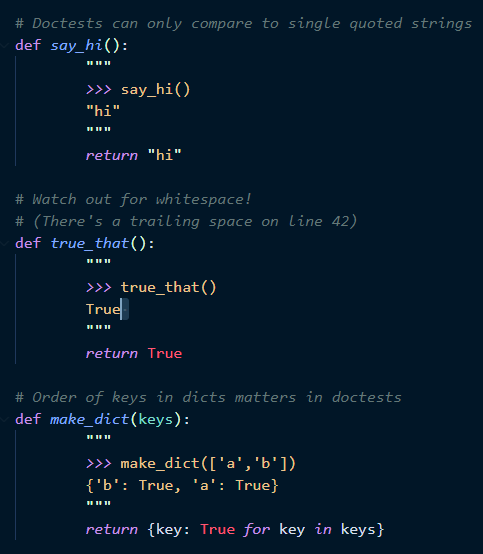 # Doctests can only compare to single quoted strings
def say_hi():
        """
        >>> say_hi()
        "hi"
        """
        return "hi"

# Watch out for whitespace!
# (There's a trailing space on line 42)
def true_that():
        """
        >>> true_that()
        True
        """
        return True

# Order of keys in dicts matters in doctests
def make_dict(keys):
        """
        >>> make_dict(['a','b'])
        {'b': True, 'a': True}
        """
        return {key: True for key in keys}